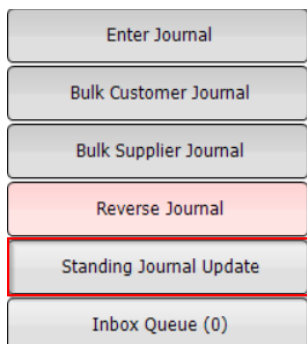 Enter Journal
Bulk Customer Journal
Bulk Supplier Journal
Reverse Journal
Standing Journal Update
Inbox Queue (0)